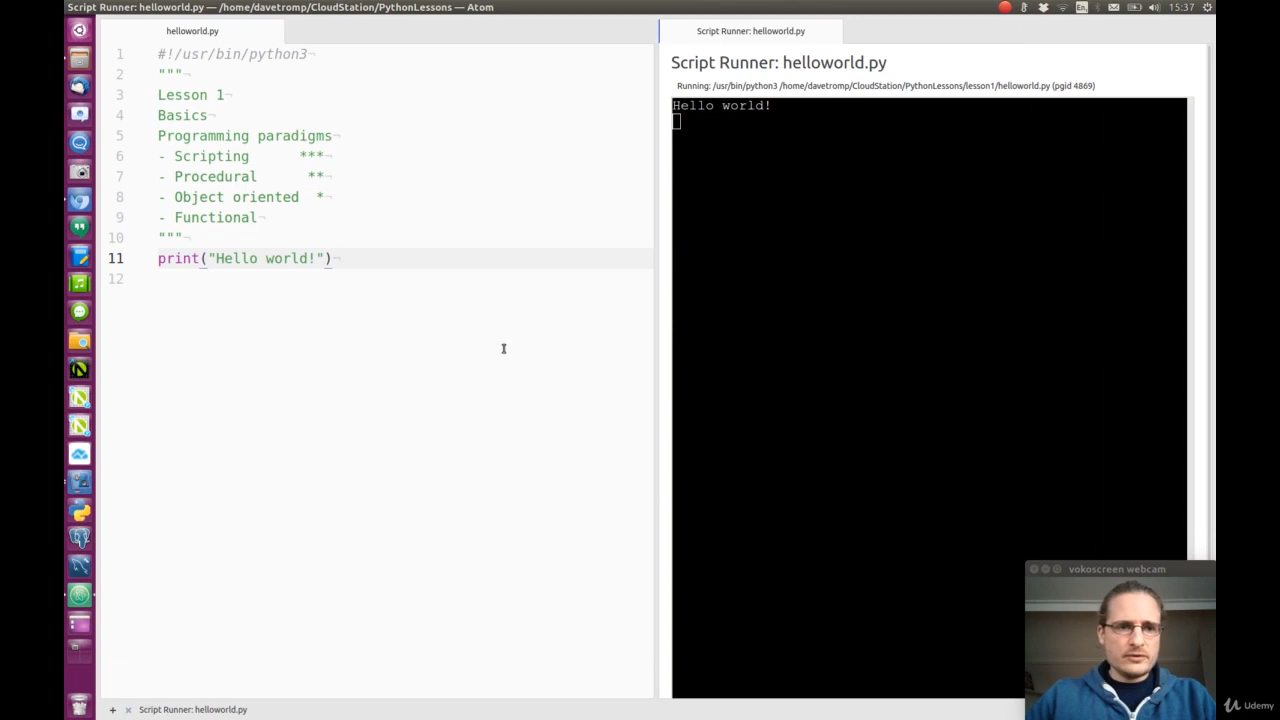 Script Runner: helloworld.py — /home/davetromp/CloudStation/PythonLessons — Atom
En
15:37
helloworld.py
1 #!/usr/bin/python3
2 """
3 Lesson 1
4 Basics
5 Programming paradigms
6 - Scripting ***
7 - Procedural **
8 - Object oriented *
9 - Functional
10 """
11 print("Hello world!")
12
Script Runner: helloworld.py
Script Runner: helloworld.py
Running: /usr/bin/python3 /home/davetromp/CloudStation/PythonLessons/lesson1/helloworld.py (pgid 4869)
Hello world!
vokoscreen webcam
+ × Script Runner: helloworld.py
Udemy